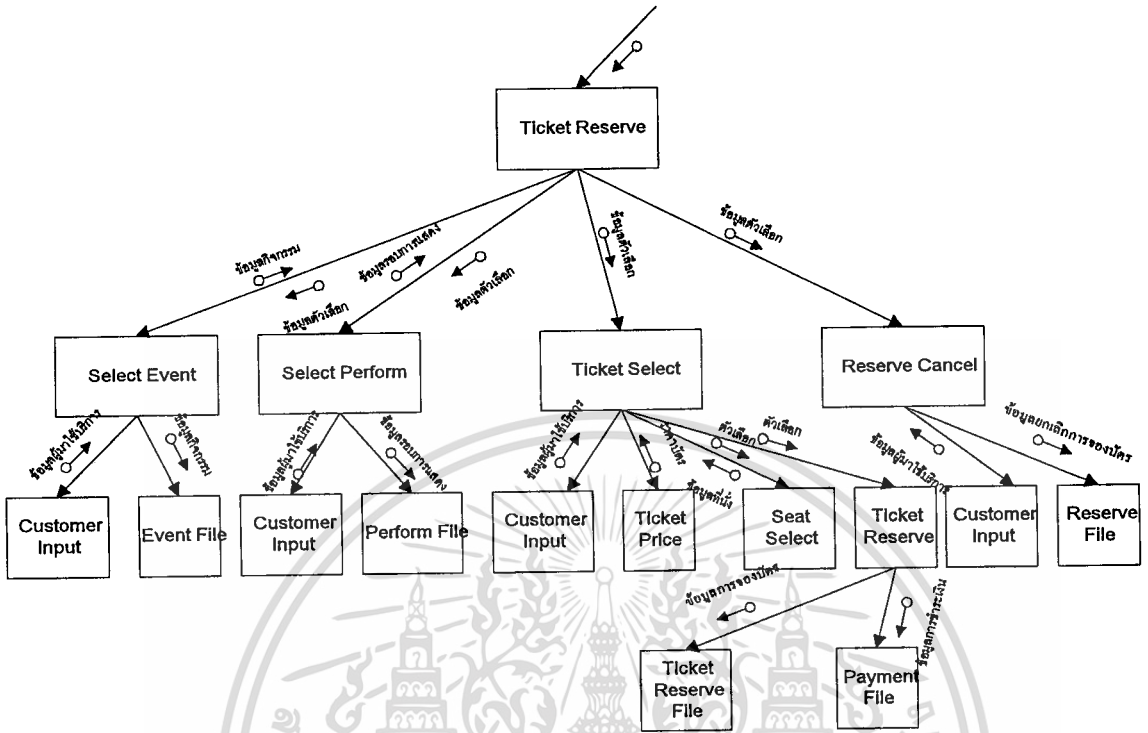 Ticket Reserve
ข้อมูลกิจกรรม
ข้อมูลตัวเลือก
ข้อมูลรอบการแสดง
ข้อมูลตัวเลือก
ข้อมูลตัวเลือก
ข้อมูลตัวเลือก
Select Event
Select Perform
Ticket Select
Reserve Cancel
ข้อมูลผู้มาใช้บริการ
ข้อมูลกิจกรรม
ข้อมูลผู้มาใช้บริการ
ข้อมูลรอบการแสดง
ข้อมูลผู้มาใช้บริการ
ราคาบัตร
ข้อมูลที่นั่ง
ตัวเลือก
ตัวเลือก
ข้อมูลผู้มาใช้บริการ
ข้อมูลยกเลิกการจองบัตร
Customer
Input
Event File
Customer
Input
Perform File
Customer
Input
Ticket
Price
Seat
Select
Ticket
Reserve
Customer
Input
Reserve
File
ข้อมูลการจองบัตร
ข้อมูลการชำระเงิน
Ticket
Reserve
File
Payment
File